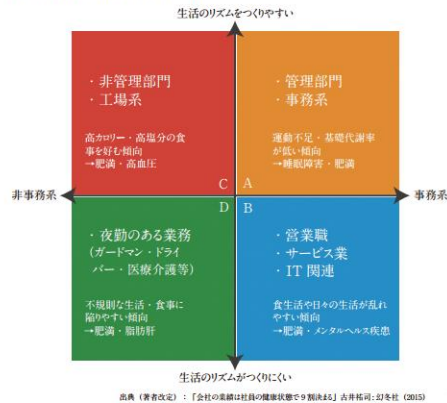 生活のリズムをつくりやすい
・非管理部門
・工場系
高カロリー・高塩分の食
事を好む傾向
→肥満・高血圧
C
・管理部門
・事務系
運動不足・基礎代謝率
が低い傾向
→睡眠障害・肥満
A
非事務系
事務系
D
・夜勤のある業務
(ガードマン・ドライ
バー・医療介護等)
不規則な生活・食事に
陥りやすい傾向
→肥満・脂肪肝
B
・営業職
・サービス業
・IT 関連
食生活や日々の生活が乱れ
やすい傾向
→肥満・メンタルヘルス疾患
生活のリズムがつくりにくい
出典（著者改定）：「会社の業績は社員の健康状態で9割決まる」古井祐司:幻冬社（2015）